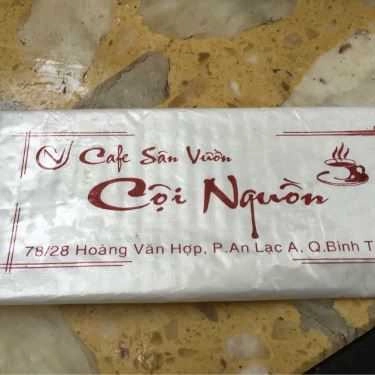 Cafe Sân Vườn
Cội Nguồn
78/28 Hoàng Văn Hợp, P.An Lạc A, Q.Bình T